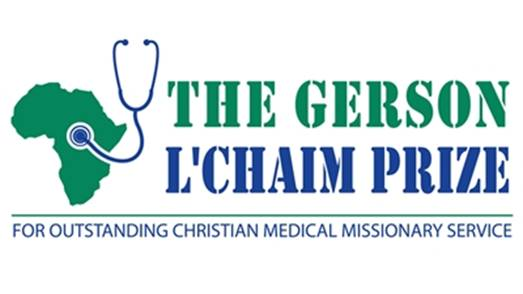 THE GERSON
L'CHAIM PRIZE
FOR OUTSTANDING CHRISTIAN MEDICAL MISSIONARY SERVICE